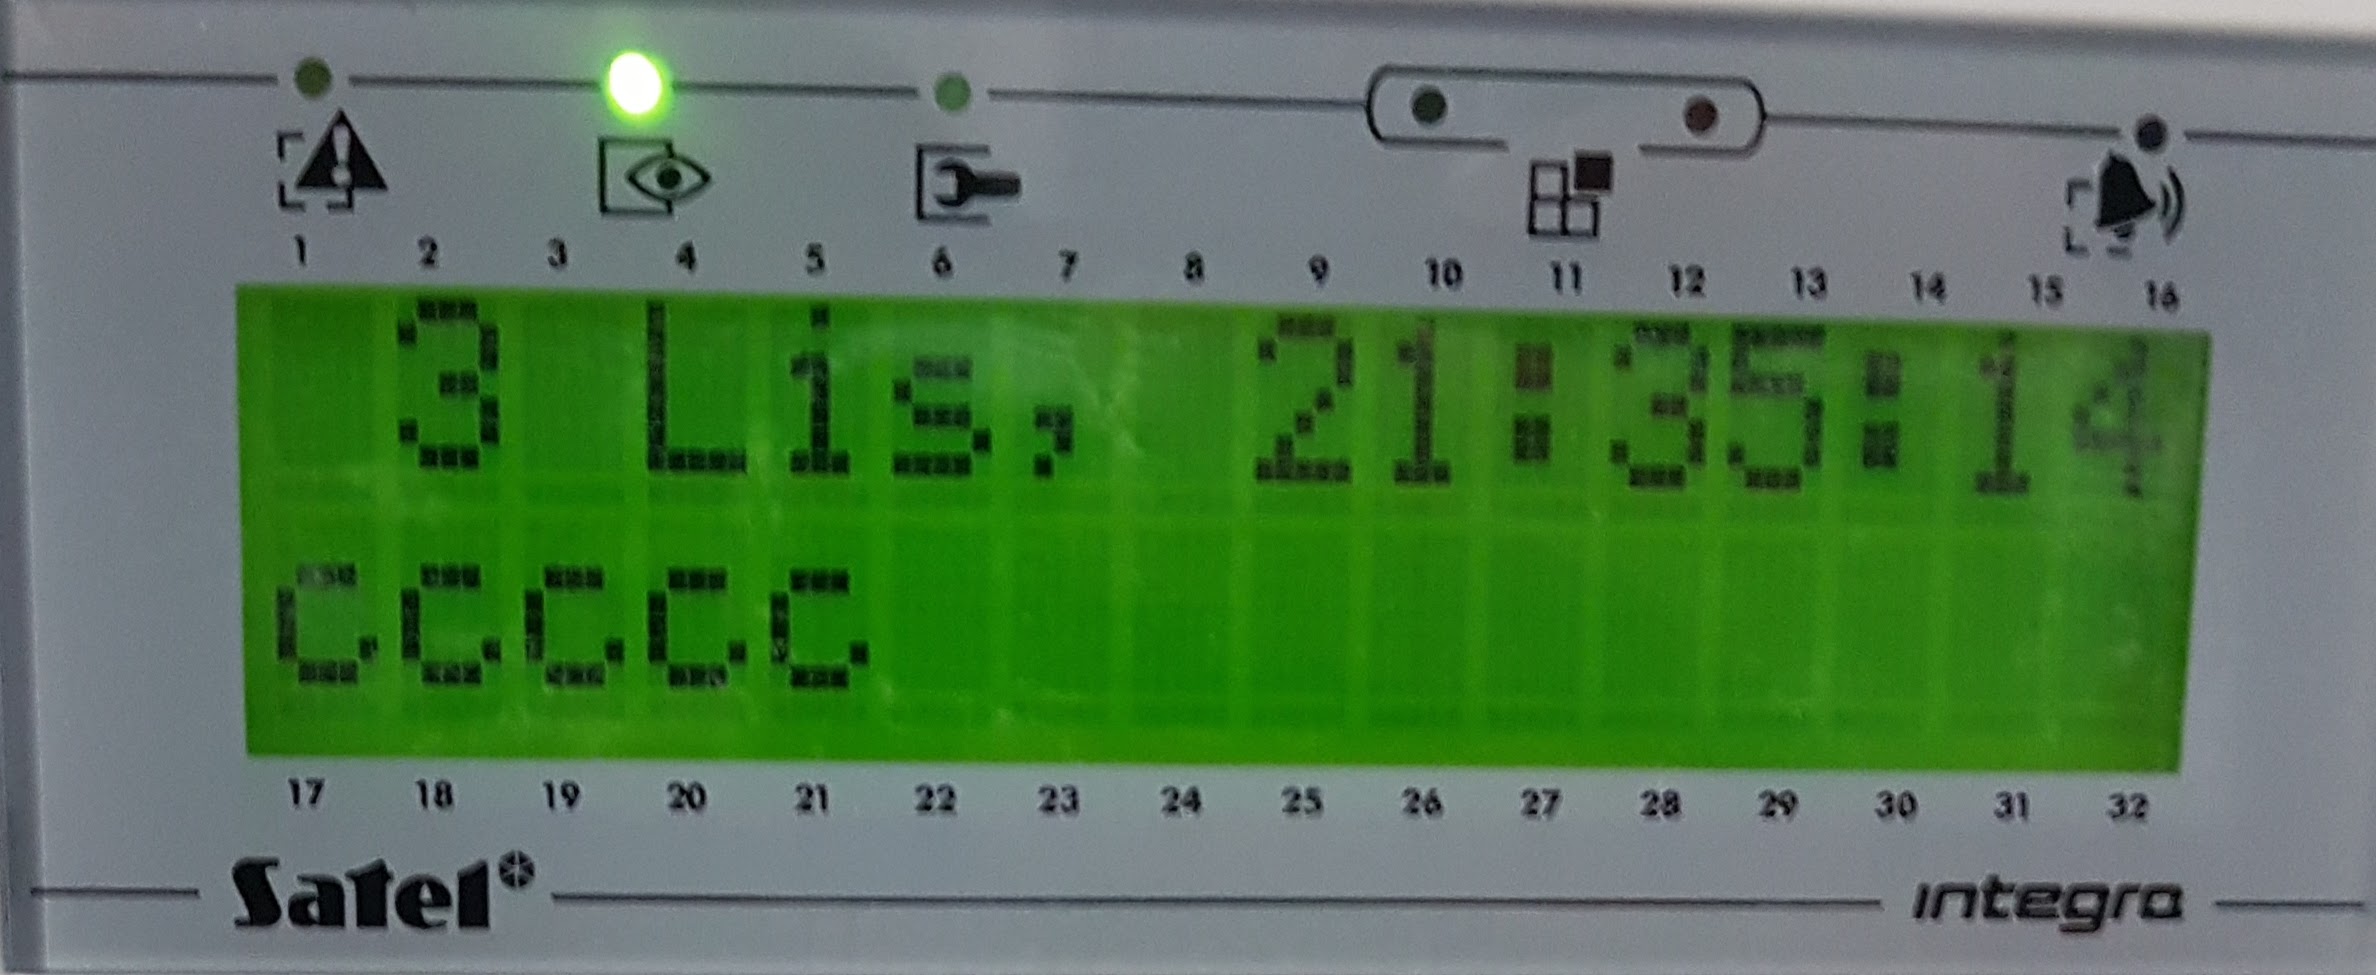 1 2 3 4 5 6 7 8 9 10 11 12 13 14 15 16
3 Lis, 21:35:14
ccccc
17 18 19 20 21 22 23 24 25 26 27 28 29 30 31 32
Satel integra